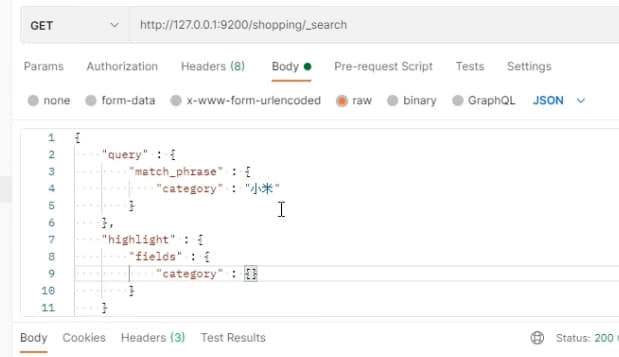 GET http://127.0.0.1:9200/shopping/_search
Params Authorization Headers (8) Body Pre-request Script Tests Settings
none form-data x-www-form-urlencoded raw binary GraphQL JSON
1 {
2 "query" : {
3 "match_phrase" : {
4 "category" : "小米"
5 }
6 },
7 "highlight" : {
8 "fields" : {
9 "category" : {}
10 }
11 }
Body Cookies Headers (3) Test Results Status: 200